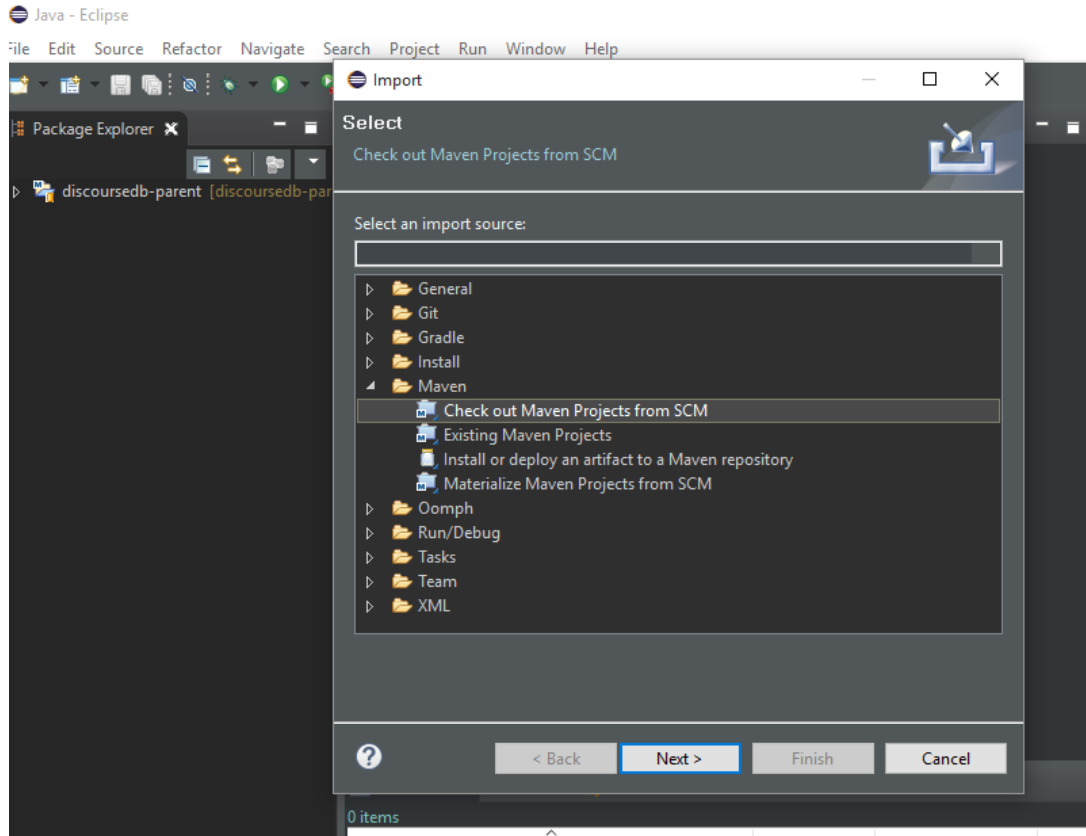 Java - Eclipse
File Edit Source Refactor Navigate Search Project Run Window Help
Import
Package Explorer
Select
Check out Maven Projects from SCM
discoursedb-parent [discoursedb-par
Select an import source:
General
Git
Gradle
Install
Maven
Check out Maven Projects from SCM
Existing Maven Projects
Install or deploy an artifact to a Maven repository
Materialize Maven Projects from SCM
Oomph
Run/Debug
Tasks
Team
XML
< Back Next > Finish Cancel
0 items